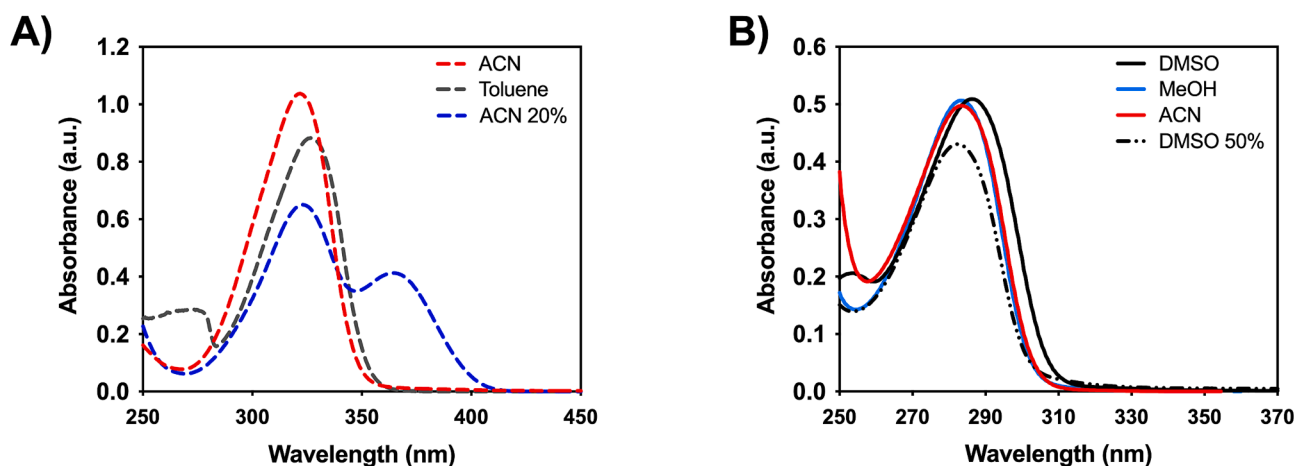 A)
1.2
1.0
0.8
0.6
0.4
0.2
0.0
Absorbance (a.u.)
250 300 350 400 450
Wavelength (nm)
ACN
Toluene
ACN 20%
B)
0.6
0.5
0.4
0.3
0.2
0.1
0.0
Absorbance (a.u.)
250 270 290 310 330 350 370
Wavelength (nm)
DMSO
MeOH
ACN
DMSO 50%